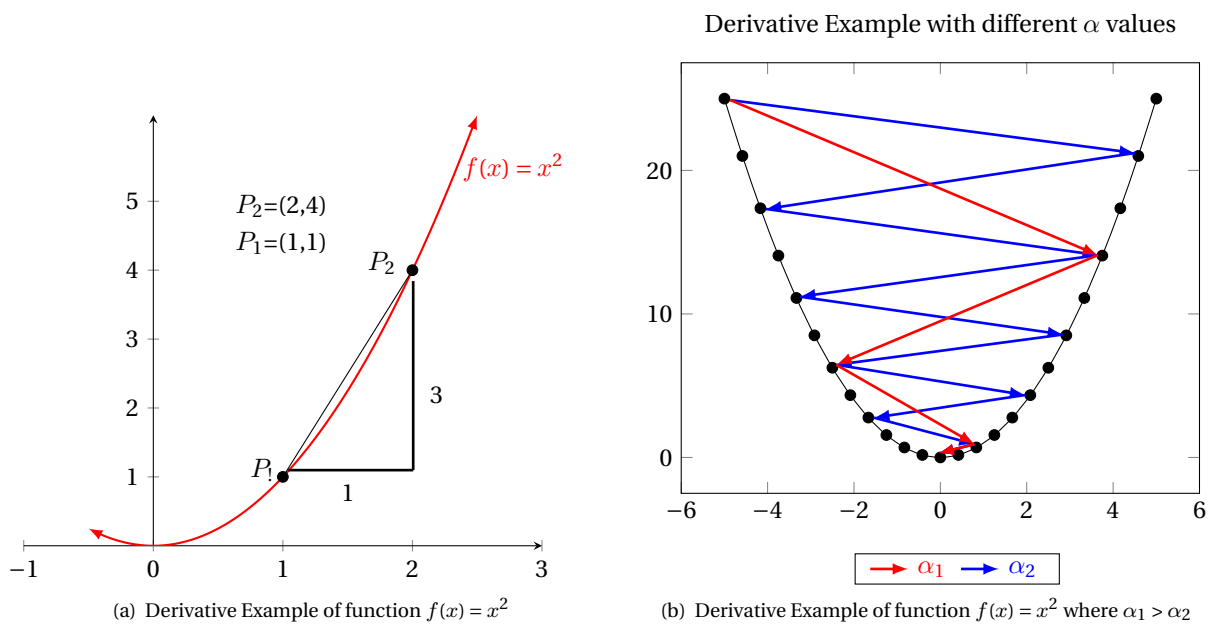 Derivative Example with different α values
f(x) = x²
P₂=(2,4)
P₁=(1,1)
P₂
P!
3
1
5
4
3
2
1
−1
0
1
2
3
20
10
0
−6
−4
−2
0
2
4
6
α₁
α₂
(a) Derivative Example of function f(x) = x²
(b) Derivative Example of function f(x) = x² where α₁ > α₂